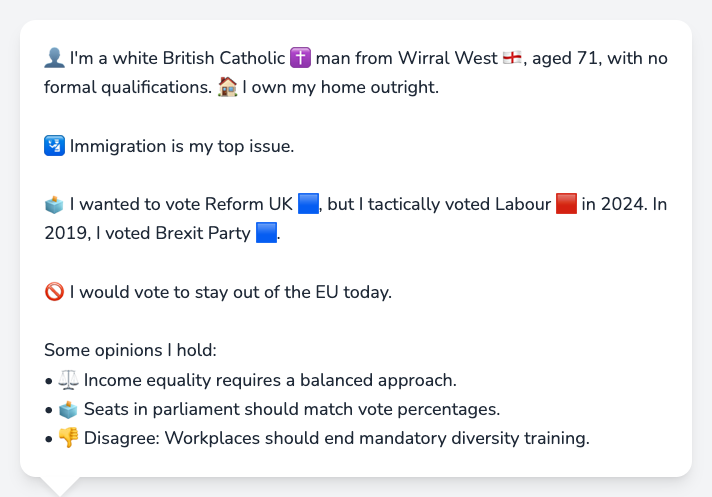 👤 I'm a white British Catholic ✝️ man from Wirral West 🏴󠁧󠁢󠁥󠁮󠁧󠁿, aged 71, with no
formal qualifications. 🏠 I own my home outright.
🛂 Immigration is my top issue.
🗳️ I wanted to vote Reform UK 🟦, but I tactically voted Labour 🟥 in 2024. In
2019, I voted Brexit Party 🟦.
🚫 I would vote to stay out of the EU today.
Some opinions I hold:
• ⚖️ Income equality requires a balanced approach.
• 🗳️ Seats in parliament should match vote percentages.
• 👎 Disagree: Workplaces should end mandatory diversity training.